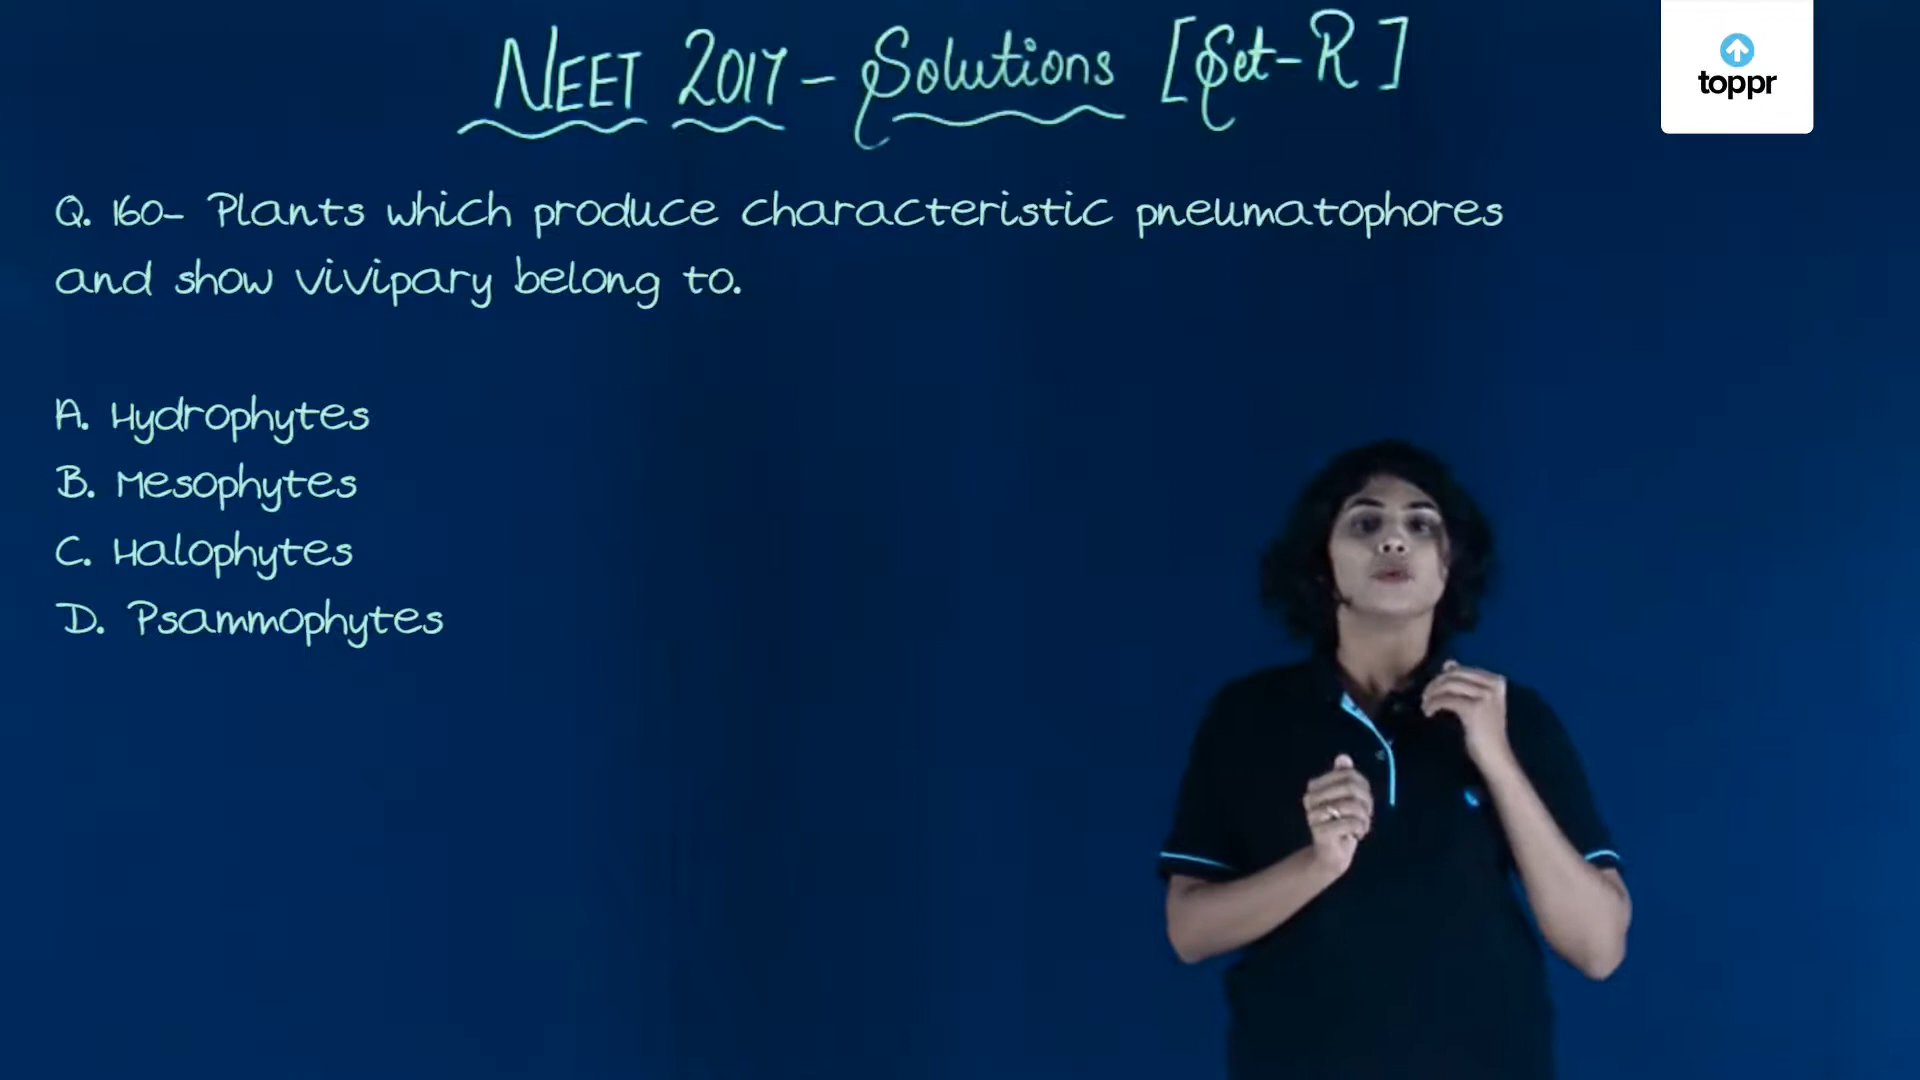 NEET 2017 - Solutions [Set-R]
toppr
Q. 160- Plants which produce characteristic pneumatophores
and show vivipary belong to.
A. Hydrophytes
B. Mesophytes
C. Halophytes
D. Psammophytes